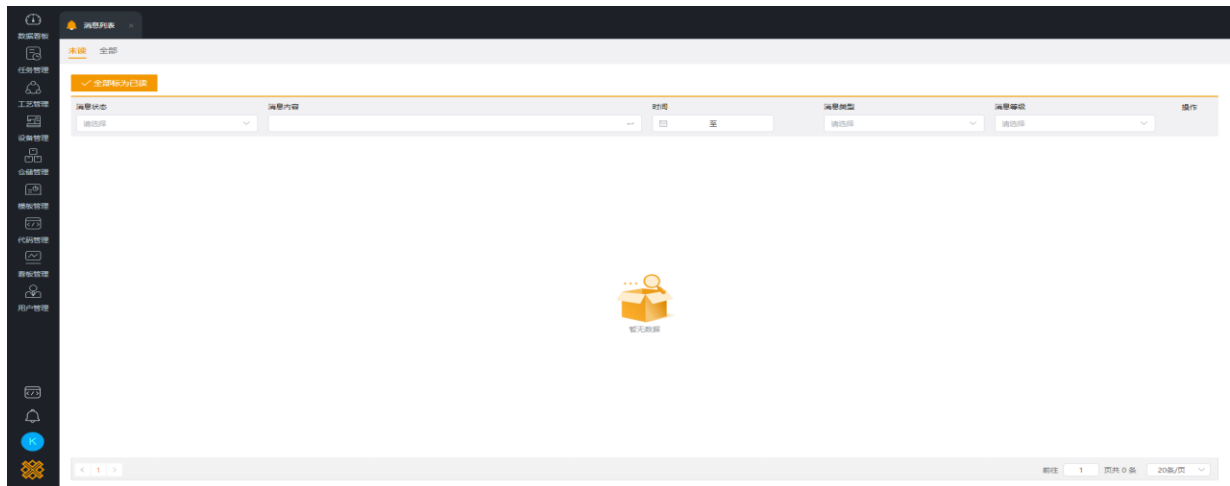 数据看板
任务管理
工艺管理
设备管理
仓储管理
模板管理
代码管理
看板管理
用户管理
K
消息列表 ×
未读 全部
全部标为已读
消息状态 消息内容 时间 消息类型 消息等级 操作
请选择 至 请选择 请选择
暂无数据
< 1 > 前往 1 页共 0 条 20条/页